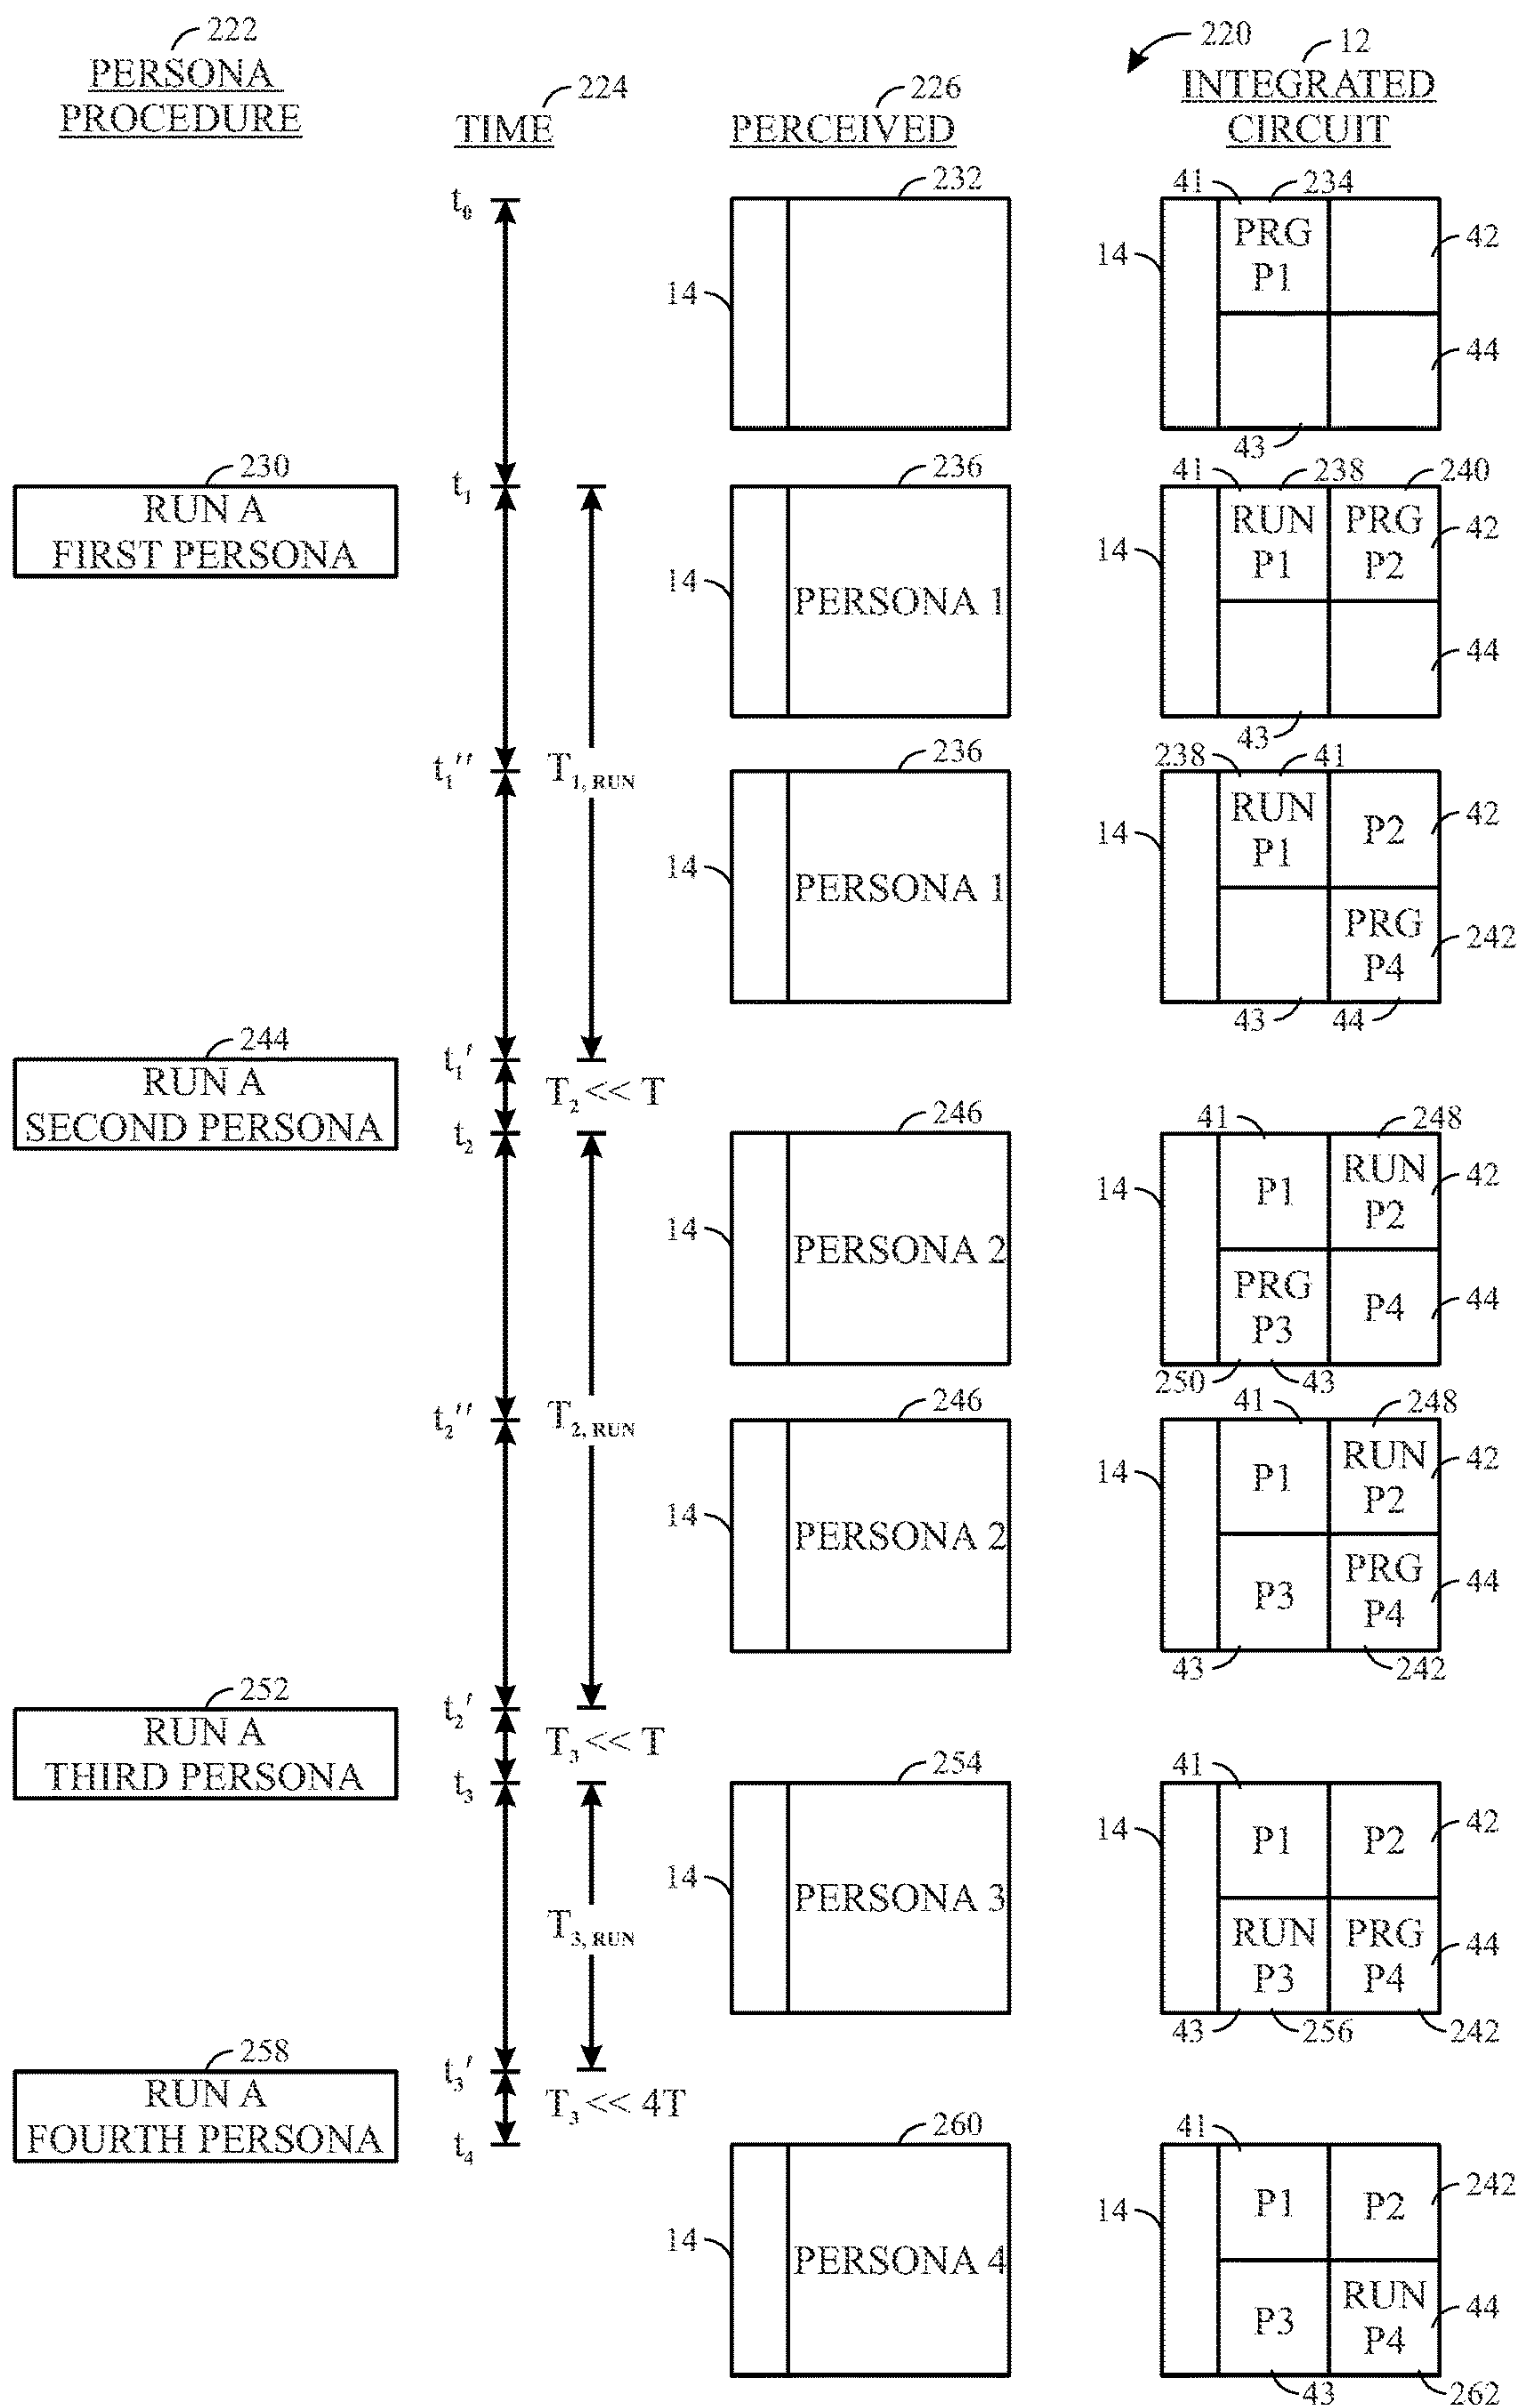 222
PERSONA
PROCEDURE
224
TIME
226
PERCEIVED
220
12
INTEGRATED
CIRCUIT
t0
232
14
41
234
14
PRG
P1
42
44
43
230
RUN A
FIRST PERSONA
t1
236
14
PERSONA 1
41
238
240
14
RUN
P1
PRG
P2
42
44
43
t1''
T1, RUN
236
14
PERSONA 1
238
41
14
RUN
P1
P2
42
PRG
P4
242
43
44
244
RUN A
SECOND PERSONA
t1'
T2 << T
t2
246
14
PERSONA 2
41
248
14
P1
RUN
P2
42
PRG
P3
P4
44
250
43
t2''
T2, RUN
246
14
PERSONA 2
41
248
14
P1
RUN
P2
42
P3
PRG
P4
44
43
242
252
RUN A
THIRD PERSONA
t2'
T3 << T
t3
254
14
PERSONA 3
T3, RUN
41
14
P1
P2
42
RUN
P3
PRG
P4
44
43
256
242
258
RUN A
FOURTH PERSONA
t3'
T3 << 4T
t4
260
14
PERSONA 4
41
14
P1
P2
242
P3
RUN
P4
44
43
262